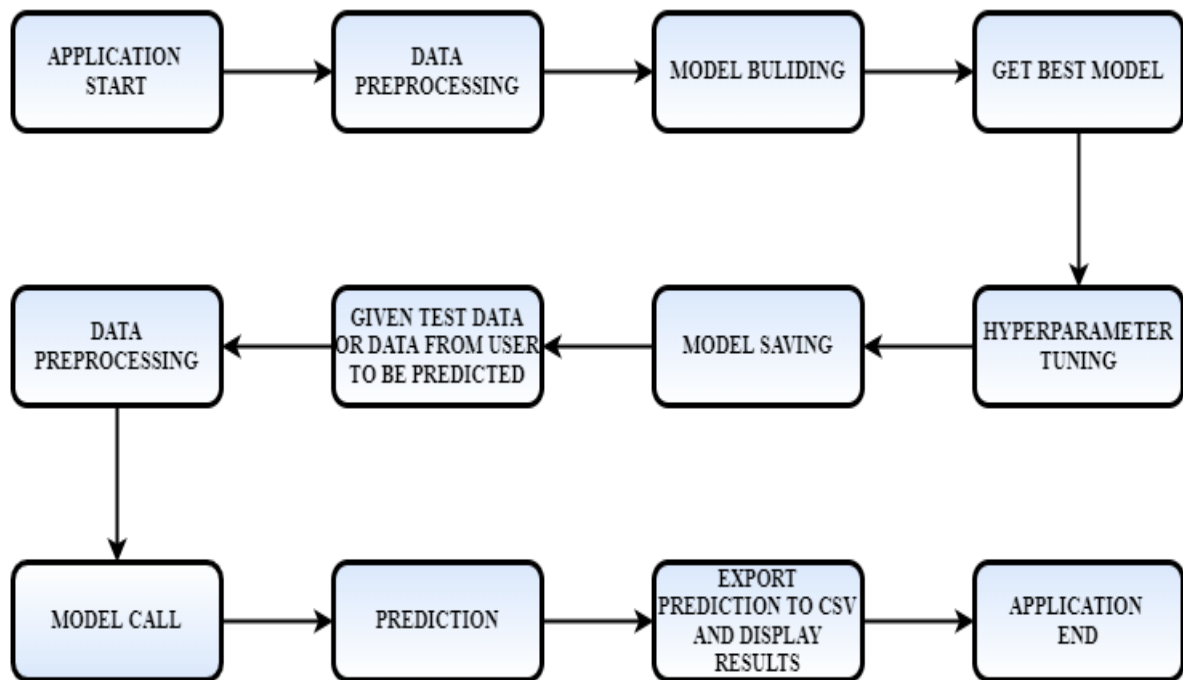 APPLICATION
START
DATA
PREPROCESSING
MODEL BULIDING
GET BEST MODEL
HYPERPARAMETER
TUNING
MODEL SAVING
GIVEN TEST DATA
OR DATA FROM USER
TO BE PREDICTED
DATA
PREPROCESSING
MODEL CALL
PREDICTION
EXPORT
PREDICTION TO CSV
AND DISPLAY
RESULTS
APPLICATION
END